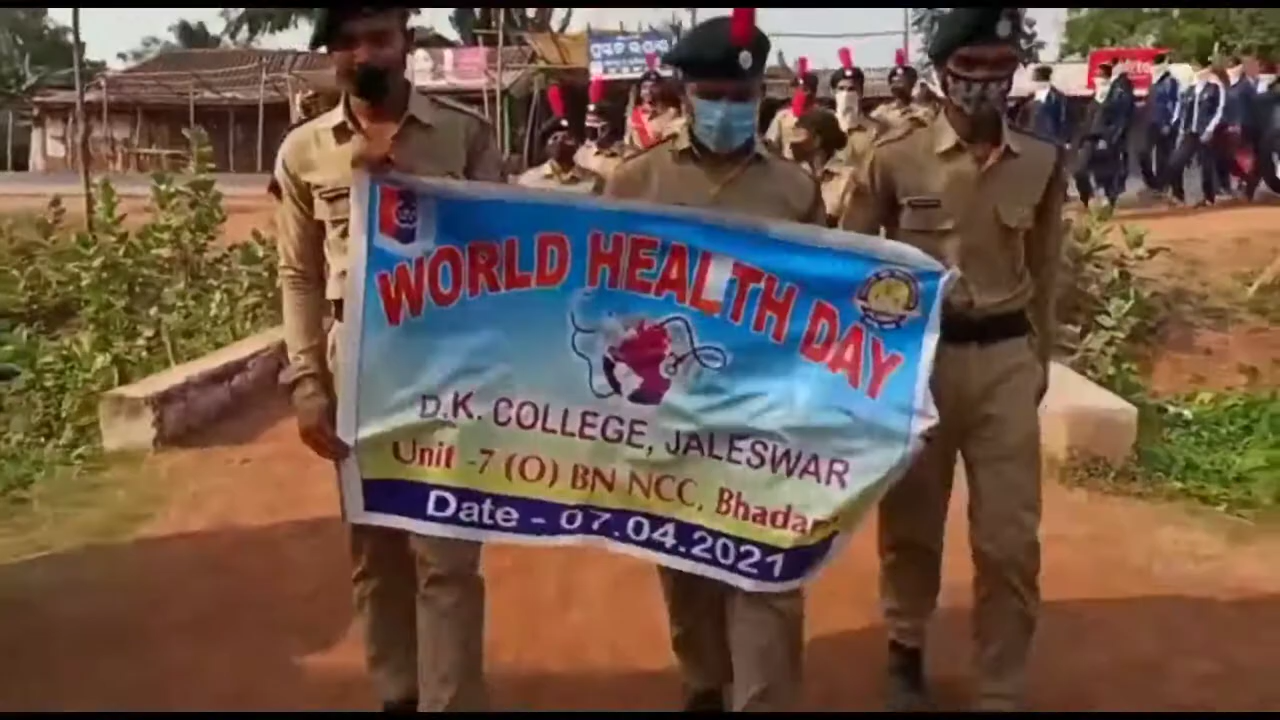 WORLD HEALTH DAY
D.K. COLLEGE, JALESWAR
Unit -7 (O) BN NCC, Bhadar
Date - 07.04.2021